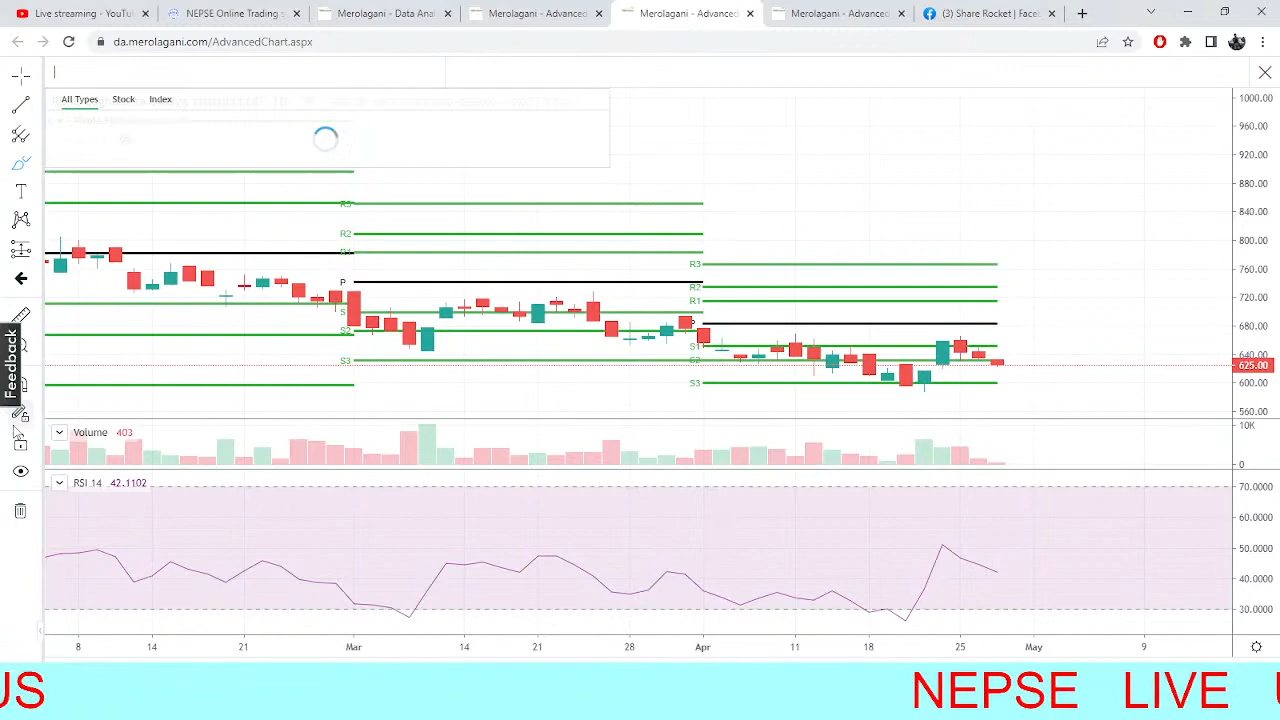 Live streaming - YouTu
NEPSE Online Trading s
Merolagani - Data Anal
Merolagani - Advanced
Merolagani - Advanced
Merolagani - Advanced
(3) Share Rocket | Face
da.merolagani.com/AdvancedChart.aspx
All Types Stock Index
R3
R2
R1
P
S2
S3
R3
R2
R1
S1
S2
S3
1000.00
960.00
920.00
880.00
840.00
800.00
760.00
720.00
680.00
640.00
625.00
600.00
560.00
Feedback
Volume 403
10K
0
RSI 14 42.1102
70.0000
60.0000
50.0000
40.0000
30.0000
8 14 21 Mar 14 21 28 Apr 11 18 25 May 9
US NEPSE LIVE